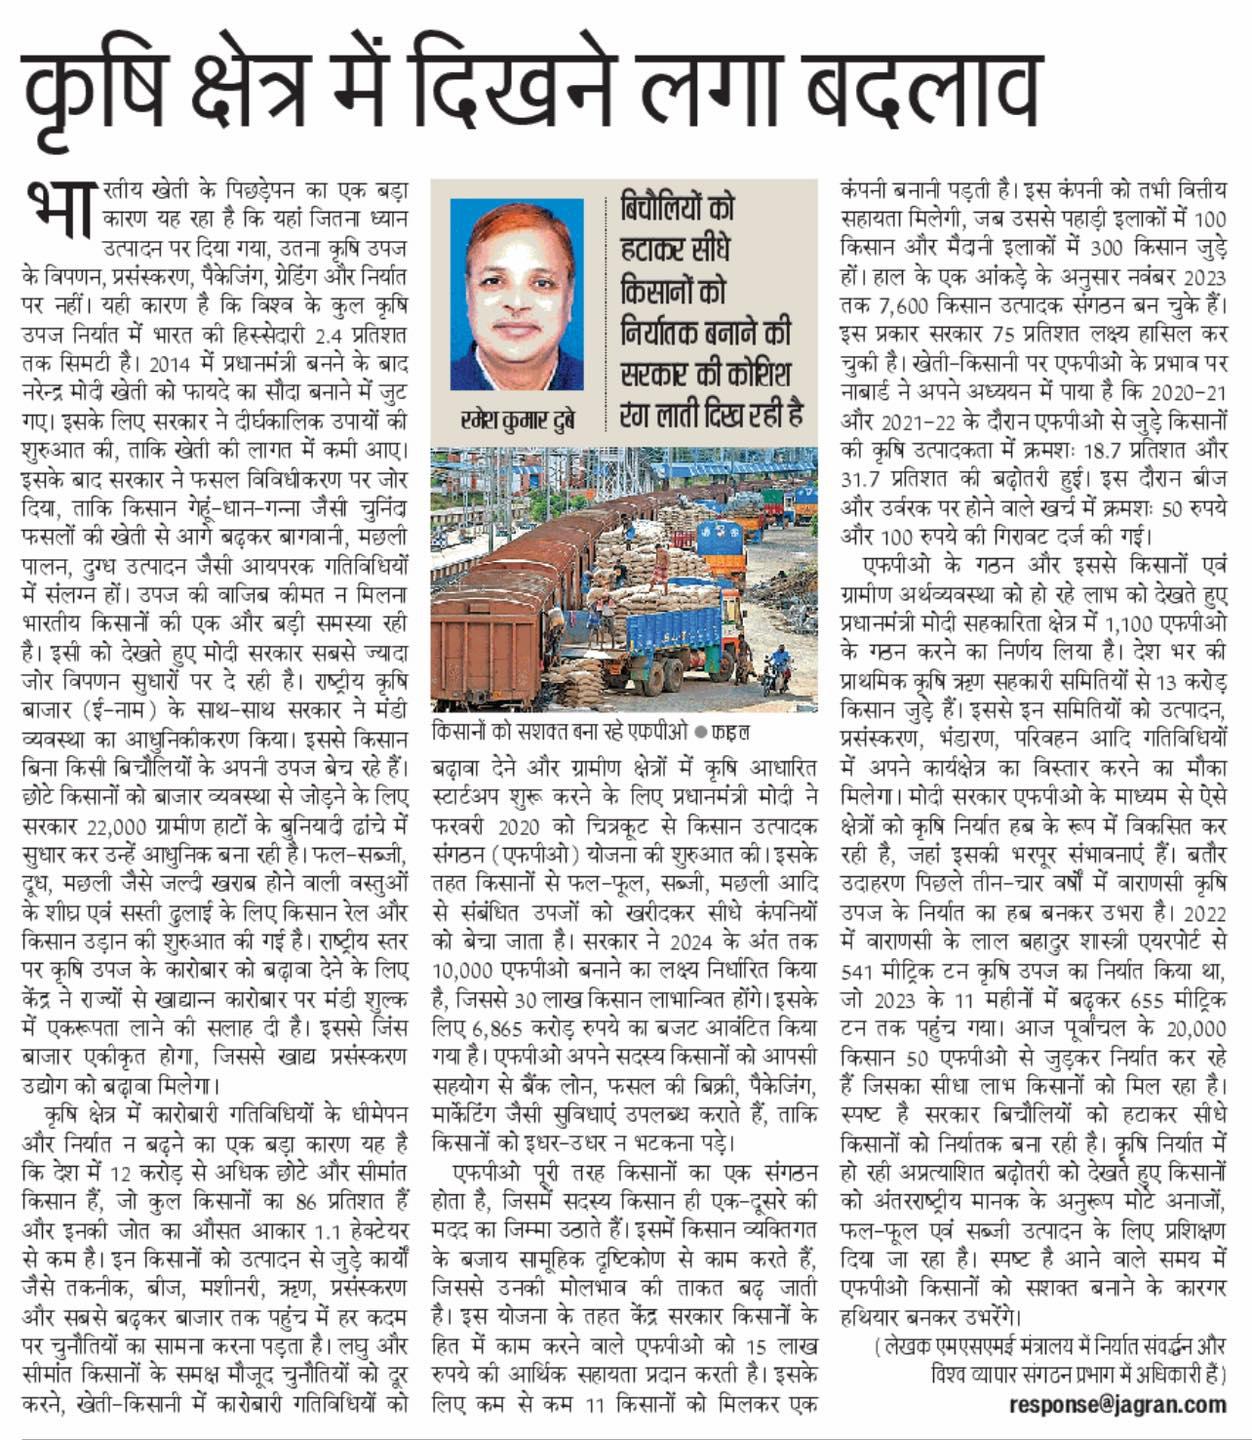 कृषि क्षेत्र में दिखने लगा बदलाव
भारतीय खेती के पिछड़ेपन का एक बड़ा
कारण यह रहा है कि यहां जितना ध्यान
उत्पादन पर दिया गया, उतना कृषि उपज
के विपणन, प्रसंस्करण, पैकेजिंग, ग्रेडिंग और निर्यात
पर नहीं। यही कारण है कि विश्व के कुल कृषि
उपज निर्यात में भारत की हिस्सेदारी 2.4 प्रतिशत
तक सिमटी है। 2014 में प्रधानमंत्री बनने के बाद
नरेन्द्र मोदी खेती को फायदे का सौदा बनाने में जुट
गए। इसके लिए सरकार ने दीर्घकालिक उपायों की
शुरुआत की, ताकि खेती की लागत में कमी आए।
इसके बाद सरकार ने फसल विविधीकरण पर जोर
दिया, ताकि किसान गेहूं-धान-गन्ना जैसी चुनिंदा
फसलों की खेती से आगे बढ़कर बागवानी, मछली
पालन, दुग्ध उत्पादन जैसी आयपरक गतिविधियों
में संलग्न हों। उपज की वाजिब कीमत न मिलना
भारतीय किसानों की एक और बड़ी समस्या रही
है। इसी को देखते हुए मोदी सरकार सबसे ज्यादा
जोर विपणन सुधारों पर दे रही है। राष्ट्रीय कृषि
बाजार (ई-नाम) के साथ-साथ सरकार ने मंडी
व्यवस्था का आधुनिकीकरण किया। इससे किसान
बिना किसी बिचौलियों के अपनी उपज बेच रहे हैं।
छोटे किसानों को बाजार व्यवस्था से जोड़ने के लिए
सरकार 22,000 ग्रामीण हाटों के बुनियादी ढांचे में
सुधार कर उन्हें आधुनिक बना रही है। फल-सब्जी,
दूध, मछली जैसे जल्दी खराब होने वाली वस्तुओं
के शीघ्र एवं सस्ती ढुलाई के लिए किसान रेल और
किसान उड़ान की शुरुआत की गई है। राष्ट्रीय स्तर
पर कृषि उपज के कारोबार को बढ़ावा देने के लिए
केंद्र ने राज्यों से खाद्यान्न कारोबार पर मंडी शुल्क
में एकरूपता लाने की सलाह दी है। इससे जिंस
बाजार एकीकृत होगा, जिससे खाद्य प्रसंस्करण
उद्योग को बढ़ावा मिलेगा।
कृषि क्षेत्र में कारोबारी गतिविधियों के धीमेपन
और निर्यात न बढ़ने का एक बड़ा कारण यह है
कि देश में 12 करोड़ से अधिक छोटे और सीमांत
किसान हैं, जो कुल किसानों का 86 प्रतिशत हैं
और इनकी जोत का औसत आकार 1.1 हेक्टेयर
से कम है। इन किसानों को उत्पादन से जुड़े कार्यों
जैसे तकनीक, बीज, मशीनरी, ऋण, प्रसंस्करण
और सबसे बढ़कर बाजार तक पहुंच में हर कदम
पर चुनौतियों का सामना करना पड़ता है। लघु और
सीमांत किसानों के समक्ष मौजूद चुनौतियों को दूर
करने, खेती-किसानी में कारोबारी गतिविधियों को
रमेश कुमार दुबे
बिचौलियों को
हटाकर सीधे
किसानों को
निर्यातक बनाने की
सरकार की कोशिश
रंग लाती दिख रही है
किसानों को सशक्त बना रहे एफपीओ ● फाइल
बढ़ावा देने और ग्रामीण क्षेत्रों में कृषि आधारित
स्टार्टअप शुरू करने के लिए प्रधानमंत्री मोदी ने
फरवरी 2020 को चित्रकूट से किसान उत्पादक
संगठन (एफपीओ) योजना की शुरुआत की। इसके
तहत किसानों से फल-फूल, सब्जी, मछली आदि
से संबंधित उपजों को खरीदकर सीधे कंपनियों
को बेचा जाता है। सरकार ने 2024 के अंत तक
10,000 एफपीओ बनाने का लक्ष्य निर्धारित किया
है, जिससे 30 लाख किसान लाभान्वित होंगे। इसके
लिए 6,865 करोड़ रुपये का बजट आवंटित किया
गया है। एफपीओ अपने सदस्य किसानों को आपसी
सहयोग से बैंक लोन, फसल की बिक्री, पैकेजिंग,
मार्केटिंग जैसी सुविधाएं उपलब्ध कराते हैं, ताकि
किसानों को इधर-उधर न भटकना पड़े।
एफपीओ पूरी तरह किसानों का एक संगठन
होता है, जिसमें सदस्य किसान ही एक-दूसरे की
मदद का जिम्मा उठाते हैं। इसमें किसान व्यक्तिगत
के बजाय सामूहिक दृष्टिकोण से काम करते हैं,
जिससे उनकी मोलभाव की ताकत बढ़ जाती
है। इस योजना के तहत केंद्र सरकार किसानों के
हित में काम करने वाले एफपीओ को 15 लाख
रुपये की आर्थिक सहायता प्रदान करती है। इसके
लिए कम से कम 11 किसानों को मिलकर एक
कंपनी बनानी पड़ती है। इस कंपनी को तभी वित्तीय
सहायता मिलेगी, जब उससे पहाड़ी इलाकों में 100
किसान और मैदानी इलाकों में 300 किसान जुड़े
हों। हाल के एक आंकड़े के अनुसार नवंबर 2023
तक 7,600 किसान उत्पादक संगठन बन चुके हैं।
इस प्रकार सरकार 75 प्रतिशत लक्ष्य हासिल कर
चुकी है। खेती-किसानी पर एफपीओ के प्रभाव पर
नाबार्ड ने अपने अध्ययन में पाया है कि 2020-21
और 2021-22 के दौरान एफपीओ से जुड़े किसानों
की कृषि उत्पादकता में क्रमशः 18.7 प्रतिशत और
31.7 प्रतिशत की बढ़ोतरी हुई। इस दौरान बीज
और उर्वरक पर होने वाले खर्च में क्रमशः 50 रुपये
और 100 रुपये की गिरावट दर्ज की गई।
एफपीओ के गठन और इससे किसानों एवं
ग्रामीण अर्थव्यवस्था को हो रहे लाभ को देखते हुए
प्रधानमंत्री मोदी सहकारिता क्षेत्र में 1,100 एफपीओ
के गठन करने का निर्णय लिया है। देश भर की
प्राथमिक कृषि ऋण सहकारी समितियों से 13 करोड़
किसान जुड़े हैं। इससे इन समितियों को उत्पादन,
प्रसंस्करण, भंडारण, परिवहन आदि गतिविधियों
में अपने कार्यक्षेत्र का विस्तार करने का मौका
मिलेगा। मोदी सरकार एफपीओ के माध्यम से ऐसे
क्षेत्रों को कृषि निर्यात हब के रूप में विकसित कर
रही है, जहां इसकी भरपूर संभावनाएं हैं। बतौर
उदाहरण पिछले तीन-चार वर्षों में वाराणसी कृषि
उपज के निर्यात का हब बनकर उभरा है। 2022
में वाराणसी के लाल बहादुर शास्त्री एयरपोर्ट से
541 मीट्रिक टन कृषि उपज का निर्यात किया था,
जो 2023 के 11 महीनों में बढ़कर 655 मीट्रिक
टन तक पहुंच गया। आज पूर्वांचल के 20,000
किसान 50 एफपीओ से जुड़कर निर्यात कर रहे
हैं जिसका सीधा लाभ किसानों को मिल रहा है।
स्पष्ट है सरकार बिचौलियों को हटाकर सीधे
किसानों को निर्यातक बना रही है। कृषि निर्यात में
हो रही अप्रत्याशित बढ़ोतरी को देखते हुए किसानों
को अंतरराष्ट्रीय मानक के अनुरूप मोटे अनाजों,
फल-फूल एवं सब्जी उत्पादन के लिए प्रशिक्षण
दिया जा रहा है। स्पष्ट है आने वाले समय में
एफपीओ किसानों को सशक्त बनाने के कारगर
हथियार बनकर उभरेंगे।
(लेखक एमएसएमई मंत्रालय में निर्यात संवर्द्धन और
विश्व व्यापार संगठन प्रभाग में अधिकारी हैं)
response@jagran.com